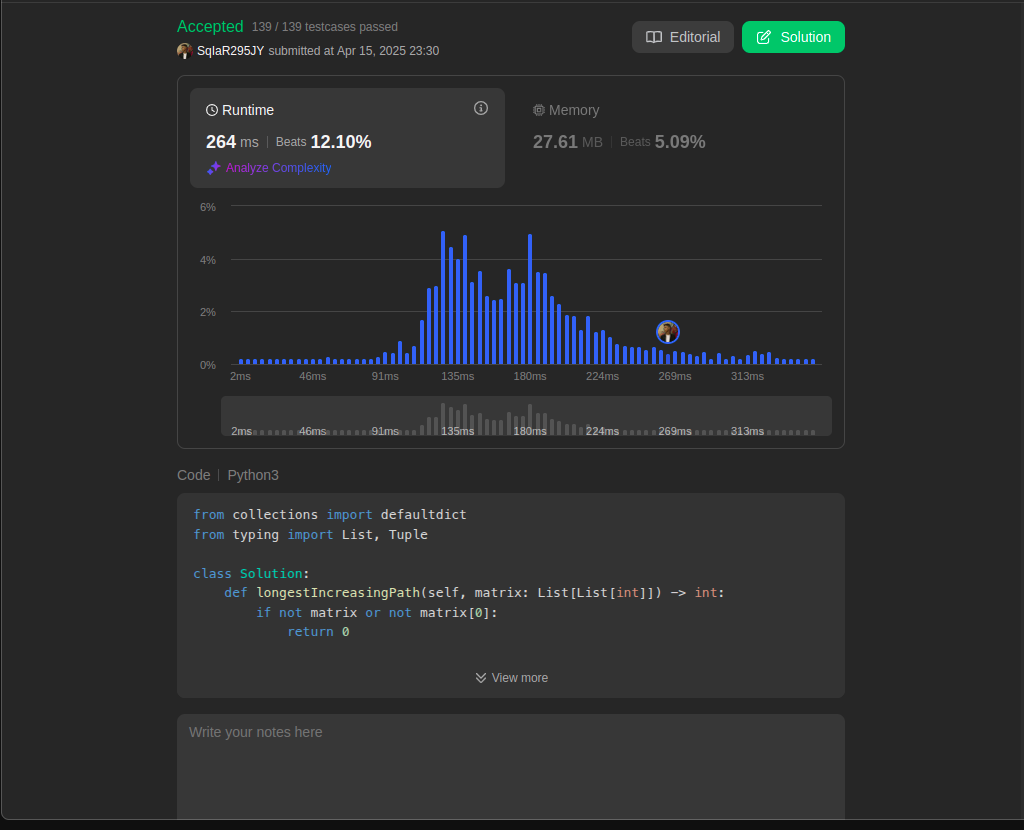 Accepted 139 / 139 testcases passed
SqIaR295JY submitted at Apr 15, 2025 23:30
Editorial
Solution
Runtime
264 ms | Beats 12.10%
Analyze Complexity
Memory
27.61 MB | Beats 5.09%
6%
4%
2%
0%
2ms 46ms 91ms 135ms 180ms 224ms 269ms 313ms
2ms 46ms 91ms 135ms 180ms 224ms 269ms 313ms
Code | Python3
from collections import defaultdict
from typing import List, Tuple
class Solution:
    def longestIncreasingPath(self, matrix: List[List[int]]) -> int:
        if not matrix or not matrix[0]:
            return 0
View more
Write your notes here